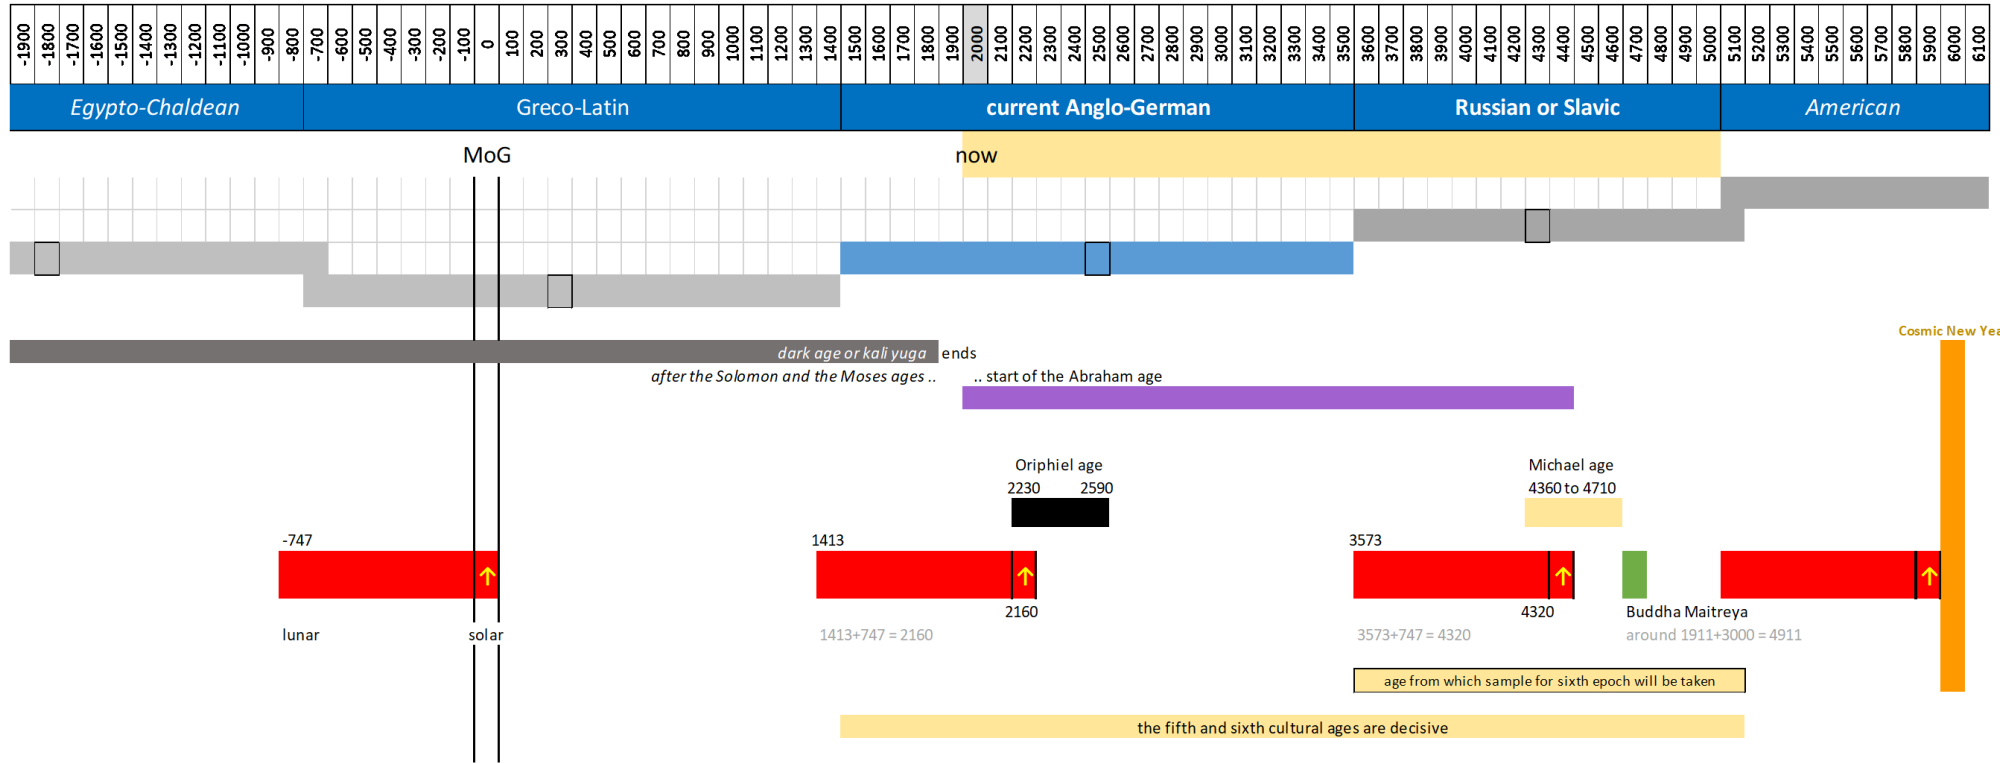 -1900 -1800 -1700 -1600 -1500 -1400 -1300 -1200 -1100 -1000 -900 -800 -700 -600 -500 -400 -300 -200 -100 0 100 200 300 400 500 600 700 800 900 1000 1100 1200 1300 1400 1500 1600 1700 1800 1900 2000 2100 2200 2300 2400 2500 2600 2700 2800 2900 3000 3100 3200 3300 3400 3500 3600 3700 3800 3900 4000 4100 4200 4300 4400 4500 4600 4700 4800 4900 5000 5100 5200 5300 5400 5500 5600 5700 5800 5900 6000 6100
Egypto-Chaldean Greco-Latin current Anglo-German Russian or Slavic American
MoG now
Cosmic New Yea
dark age or kali yuga ends
after the Solomon and the Moses ages .. .. start of the Abraham age
Oriphiel age Michael age
2230 2590 4360 to 4710
-747 1413 3573
2160 4320 Buddha Maitreya
lunar solar 1413+747 = 2160 3573+747 = 4320 around 1911+3000 = 4911
age from which sample for sixth epoch will be taken
the fifth and sixth cultural ages are decisive